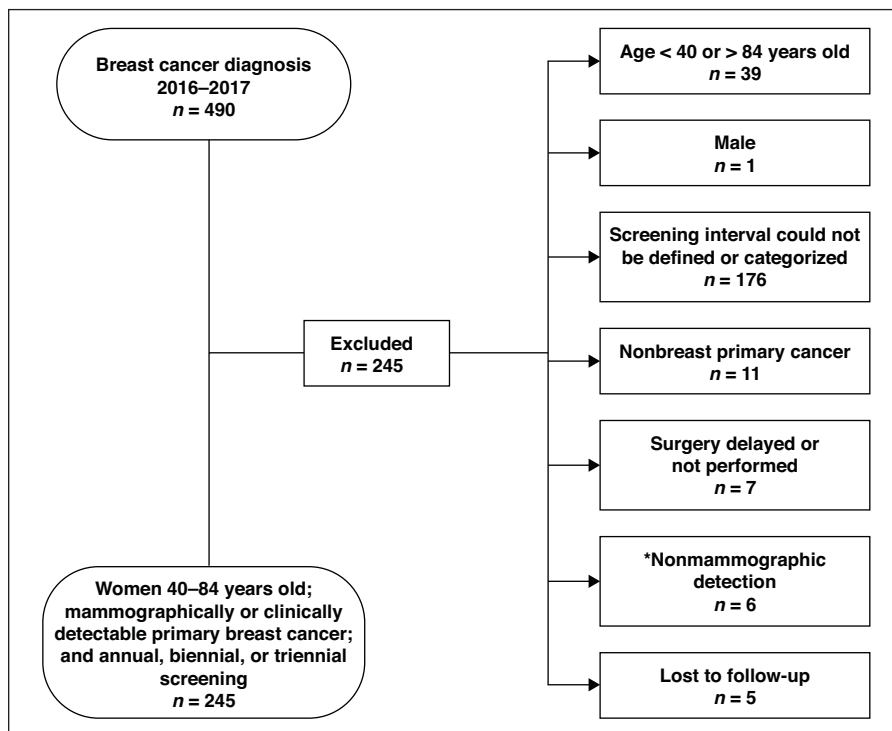 Breast cancer diagnosis
2016–2017
n = 490
Excluded
n = 245
Women 40–84 years old;
mammographically or clinically
detectable primary breast cancer;
and annual, biennial, or triennial
screening
n = 245
Age < 40 or > 84 years old
n = 39
Male
n = 1
Screening interval could not
be defined or categorized
n = 176
Nonbreast primary cancer
n = 11
Surgery delayed or
not performed
n = 7
*Nonmammographic
detection
n = 6
Lost to follow-up
n = 5